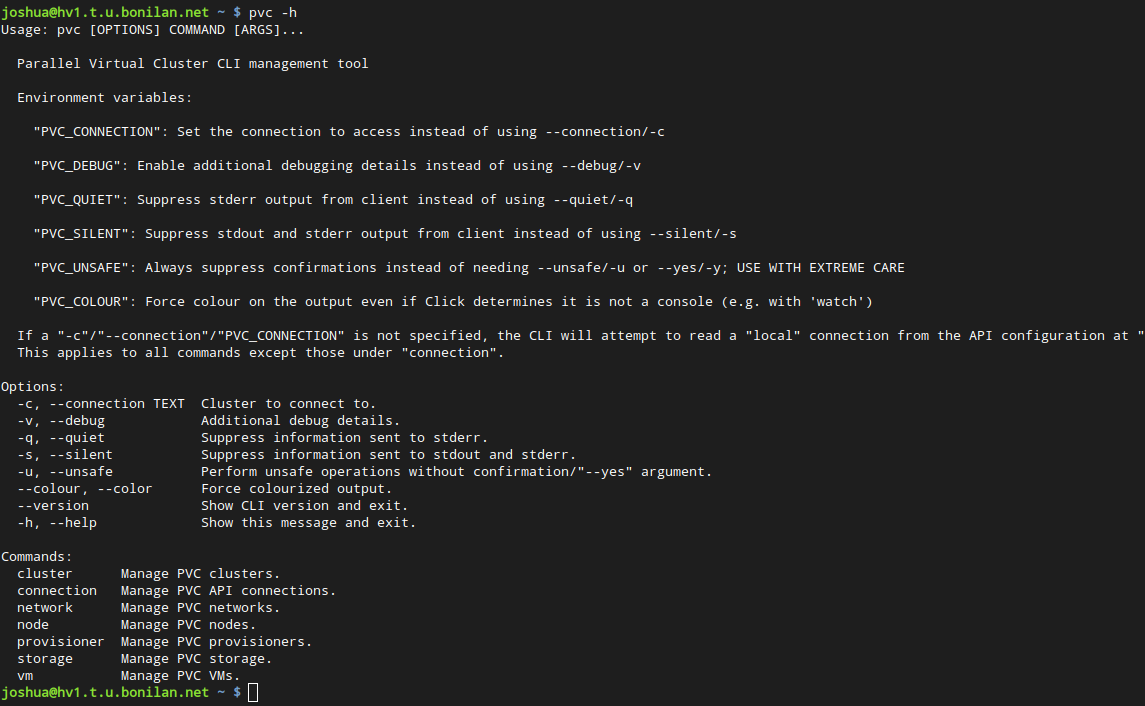 joshua@hv1.t.u.bonilan.net ~ $ pvc -h
Usage: pvc [OPTIONS] COMMAND [ARGS]...
Parallel Virtual Cluster CLI management tool
Environment variables:
"PVC_CONNECTION": Set the connection to access instead of using --connection/-c
"PVC_DEBUG": Enable additional debugging details instead of using --debug/-v
"PVC_QUIET": Suppress stderr output from client instead of using --quiet/-q
"PVC_SILENT": Suppress stdout and stderr output from client instead of using --silent/-s
"PVC_UNSAFE": Always suppress confirmations instead of needing --unsafe/-u or --yes/-y; USE WITH EXTREME CARE
"PVC_COLOUR": Force colour on the output even if Click determines it is not a console (e.g. with 'watch')
If a "-c"/"--connection"/"PVC_CONNECTION" is not specified, the CLI will attempt to read a "local" connection from the API configuration at "
This applies to all commands except those under "connection".
Options:
-c, --connection TEXT  Cluster to connect to.
-v, --debug            Additional debug details.
-q, --quiet            Suppress information sent to stderr.
-s, --silent           Suppress information sent to stdout and stderr.
-u, --unsafe           Perform unsafe operations without confirmation/"--yes" argument.
--colour, --color      Force colourized output.
--version              Show CLI version and exit.
-h, --help             Show this message and exit.
Commands:
cluster      Manage PVC clusters.
connection   Manage PVC API connections.
network      Manage PVC networks.
node         Manage PVC nodes.
provisioner  Manage PVC provisioners.
storage      Manage PVC storage.
vm           Manage PVC VMs.
joshua@hv1.t.u.bonilan.net ~ $